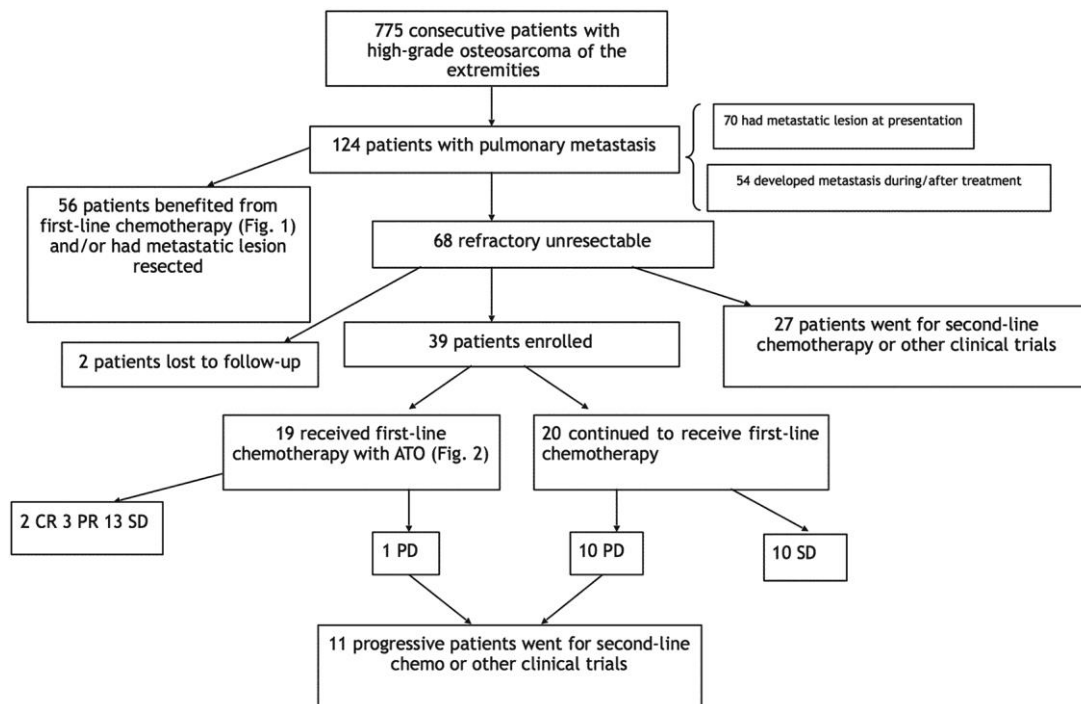 775 consecutive patients with
high-grade osteosarcoma of the
extremities
124 patients with pulmonary metastasis
70 had metastatic lesion at presentation
54 developed metastasis during/after treatment
56 patients benefited from
first-line chemotherapy (Fig. 1)
and/or had metastatic lesion
resected
68 refractory unresectable
2 patients lost to follow-up
39 patients enrolled
27 patients went for second-line
chemotherapy or other clinical trials
19 received first-line
chemotherapy with ATO (Fig. 2)
20 continued to receive first-line
chemotherapy
2 CR 3 PR 13 SD
1 PD
10 PD
10 SD
11 progressive patients went for second-line
chemo or other clinical trials